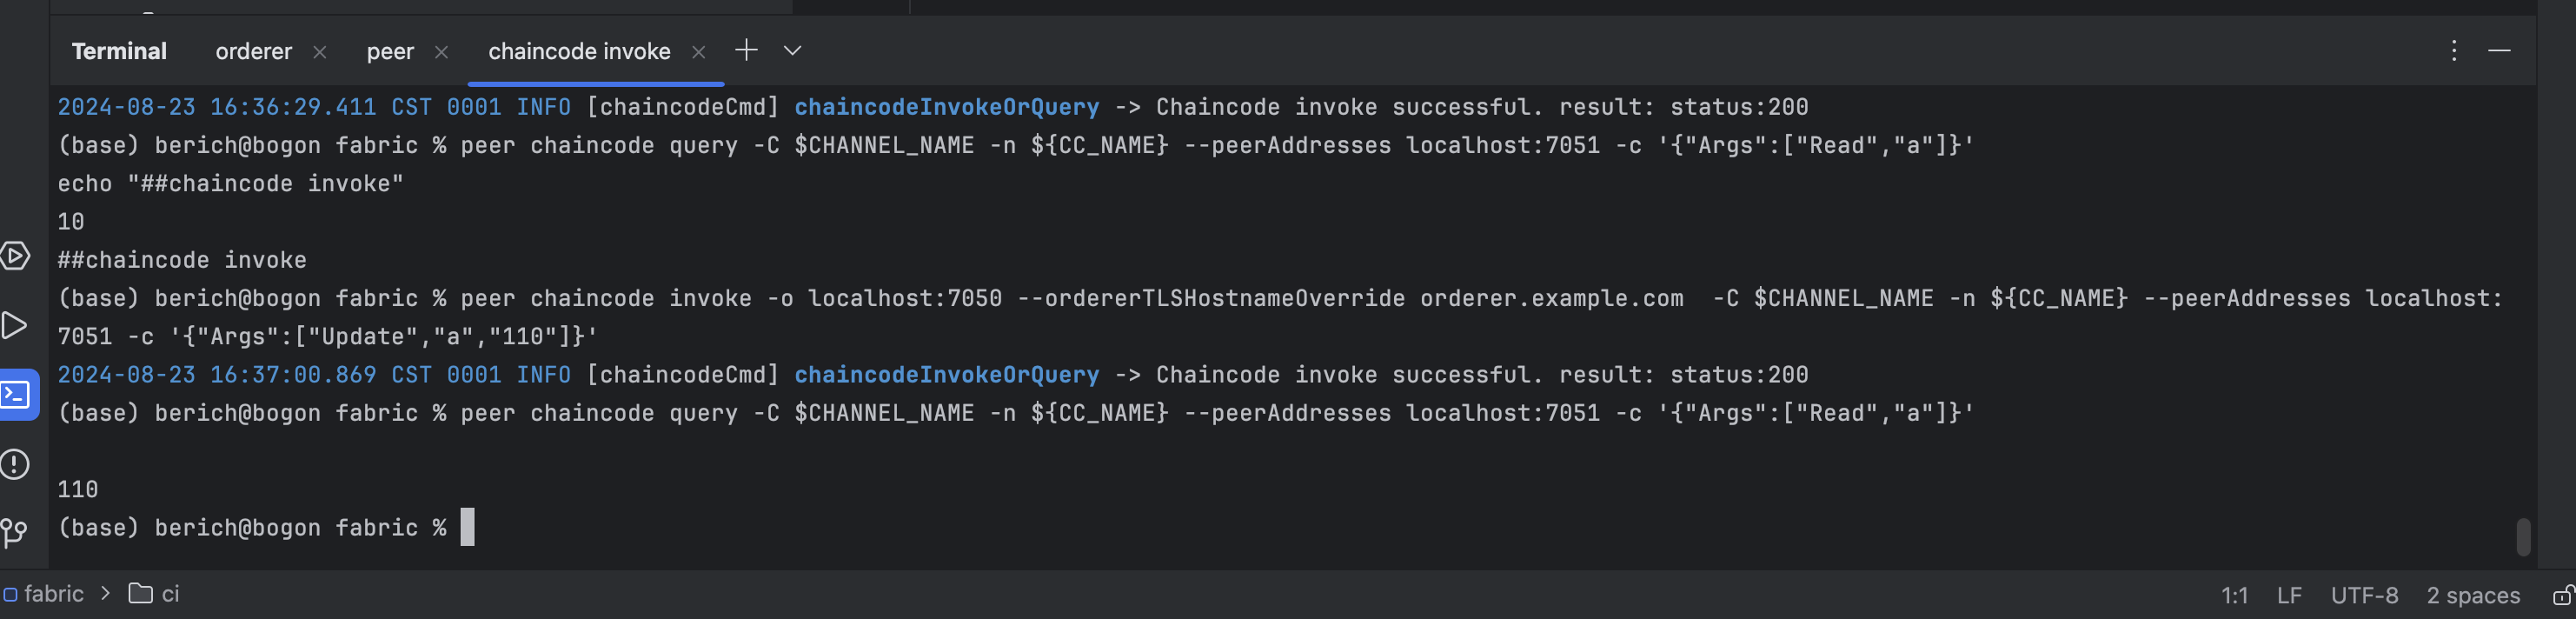 Terminal orderer peer chaincode invoke
2024-08-23 16:36:29.411 CST 0001 INFO [chaincodeCmd] chaincodeInvokeOrQuery -> Chaincode invoke successful. result: status:200
(base) berich@bogon fabric % peer chaincode query -C $CHANNEL_NAME -n ${CC_NAME} --peerAddresses localhost:7051 -c '{"Args":["Read","a"]}'
echo "##chaincode invoke"
10
##chaincode invoke
(base) berich@bogon fabric % peer chaincode invoke -o localhost:7050 --ordererTLSHostnameOverride orderer.example.com  -C $CHANNEL_NAME -n ${CC_NAME} --peerAddresses localhost:
7051 -c '{"Args":["Update","a","110"]}'
2024-08-23 16:37:00.869 CST 0001 INFO [chaincodeCmd] chaincodeInvokeOrQuery -> Chaincode invoke successful. result: status:200
(base) berich@bogon fabric % peer chaincode query -C $CHANNEL_NAME -n ${CC_NAME} --peerAddresses localhost:7051 -c '{"Args":["Read","a"]}'
110
(base) berich@bogon fabric %
fabric > ci 1:1 LF UTF-8 2 spaces